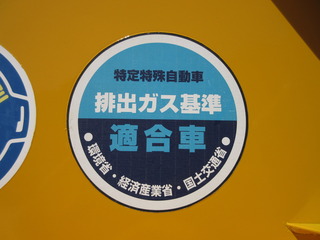 特定特殊自動車
排出ガス基準
適合車
・環境省・経済産業省・国土交通省・